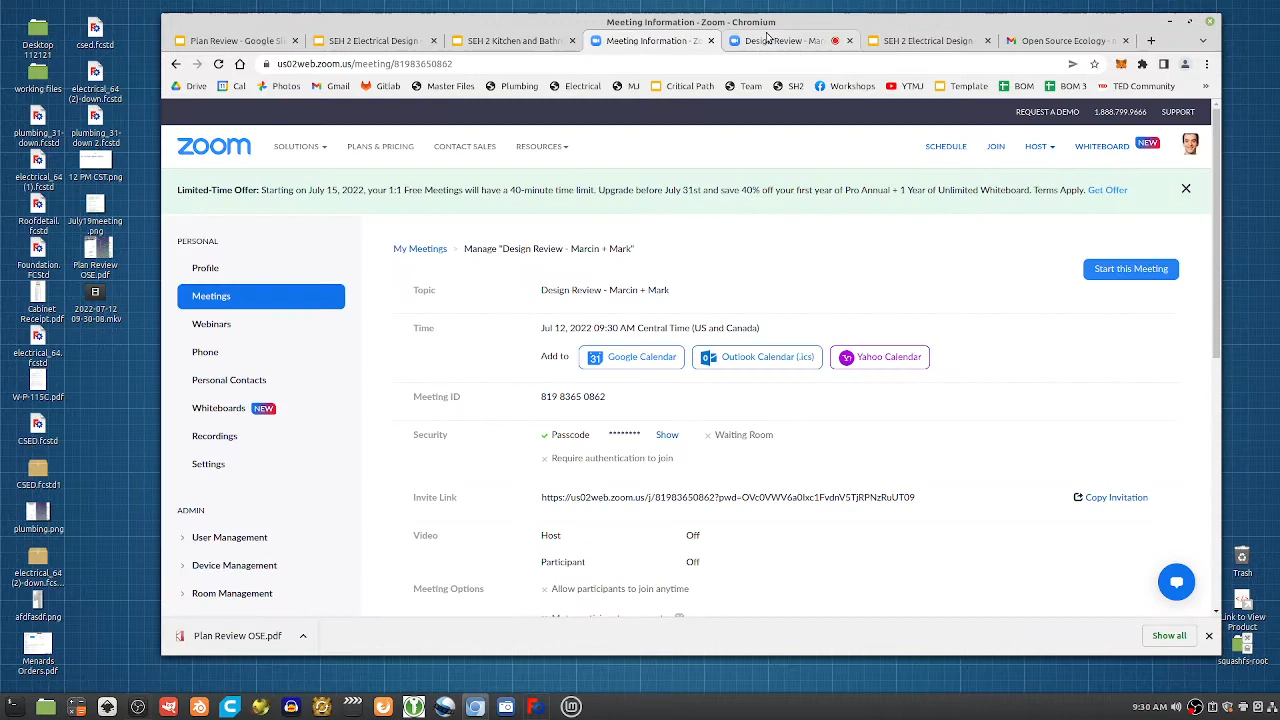 Meeting Information - Zoom - Chromium
Plan Review - Google Sli
SEH 2 Electrical Design -
SEH 2 Kitchen and Bath
Meeting Information - Zo
Design Review - Mar
SEH 2 Electrical Design
Open Source Ecology - m
us02web.zoom.us/meeting/81983650862
Drive
Cal
Photos
Gmail
Gitlab
Master Files
Plumbing
Electrical
MJ
Critical Path
Team
SH2
Workshops
YTMJ
Template
BOM
BOM 3
TED Community
REQUEST A DEMO
1.888.799.9666
SUPPORT
zoom
SOLUTIONS
PLANS & PRICING
CONTACT SALES
RESOURCES
SCHEDULE
JOIN
HOST
WHITEBOARD
NEW
Limited-Time Offer: Starting on July 15, 2022, your 1:1 Free Meetings will have a 40-minute time limit. Upgrade before July 31st and save 40% off your first year of Pro Annual + 1 Year of Unlimited Whiteboard. Terms Apply. Get Offer
PERSONAL
Profile
Meetings
Webinars
Phone
Personal Contacts
Whiteboards NEW
Recordings
Settings
ADMIN
User Management
Device Management
Room Management
My Meetings > Manage "Design Review - Marcin + Mark"
Start this Meeting
Topic
Design Review - Marcin + Mark
Time
Jul 12, 2022 09:30 AM Central Time (US and Canada)
Add to
31 Google Calendar
Outlook Calendar (.ics)
Yahoo Calendar
Meeting ID
819 8365 0862
Security
Passcode ******** Show
Waiting Room
Require authentication to join
Invite Link
https://us02web.zoom.us/j/81983650862?pwd=OVc0VWV6a0lxc1FvdnV5TjRPNzRuUT09
Copy Invitation
Video
Host
Off
Participant
Off
Meeting Options
Allow participants to join anytime
Plan Review OSE.pdf
Show all
Desktop
152122
working files
plumbing_31-
down.fcstd
electrical_64
(1).fcstd
Roofdetail.
fcstd
Foundation.
FCStd
Cabinet
Receipt.pdf
electrical_64.
fcstd
W-P-115C.pdf
CSED.fcstd
CSED.fcstd1
plumbing.png
electrical_64
(2)-down.fcs...
asfdasdf.png
Menards
Orders.pdf
csed.fcstd
electrical_64
(2)-down.fcstd
plumbing_31-
down 2.fcstd
12 PM CST.png
July19meeting
.png
Plan Review
OSE.pdf
2022-07-12
09-30-08.mkv
Trash
Link to View
Product
squashfs-root
9:30 AM